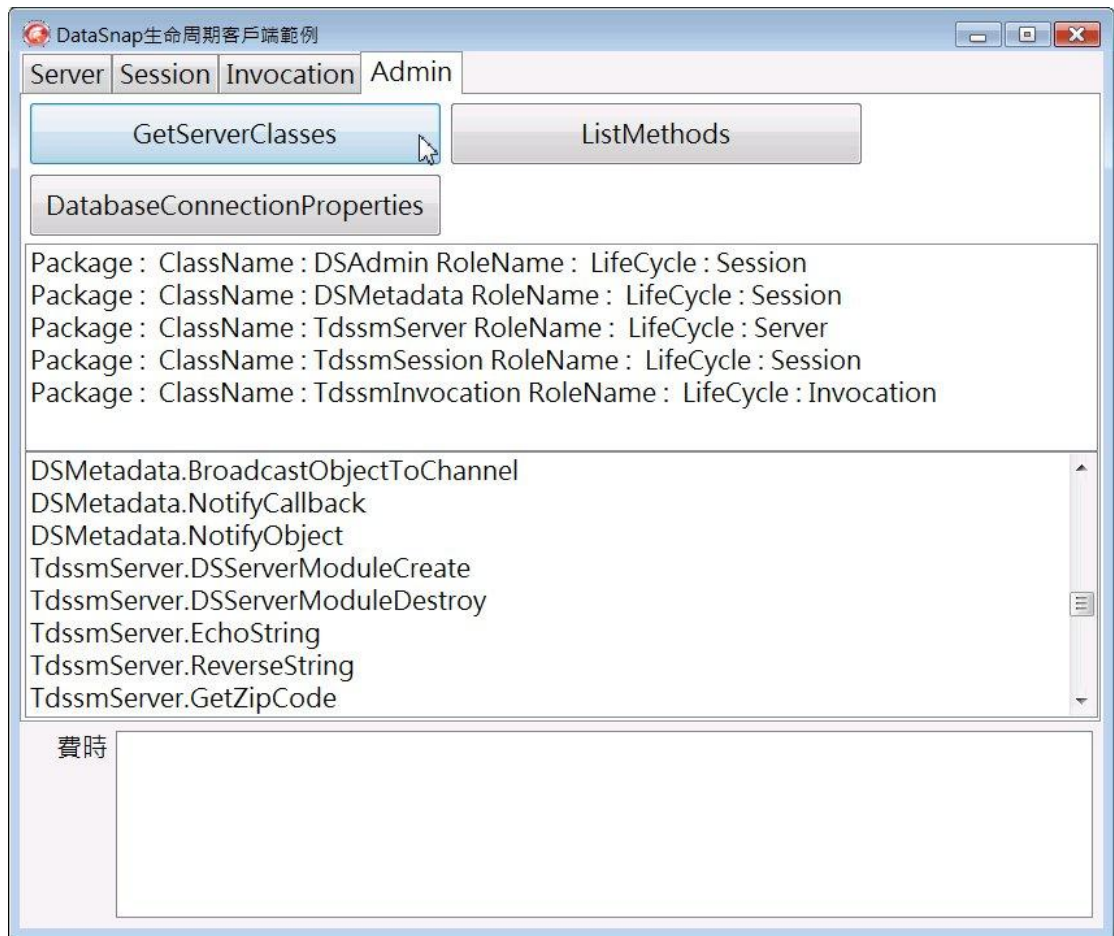 DataSnap生命周期客戶端範例
Server Session Invocation Admin
GetServerClasses ListMethods
DatabaseConnectionProperties
Package : ClassName : DSAdmin RoleName : LifeCycle : Session
Package : ClassName : DSMetadata RoleName : LifeCycle : Session
Package : ClassName : TdssmServer RoleName : LifeCycle : Server
Package : ClassName : TdssmSession RoleName : LifeCycle : Session
Package : ClassName : TdssmInvocation RoleName : LifeCycle : Invocation
DSMetadata.BroadcastObjectToChannel
DSMetadata.NotifyCallback
DSMetadata.NotifyObject
TdssmServer.DSServerModuleCreate
TdssmServer.DSServerModuleDestroy
TdssmServer.EchoString
TdssmServer.ReverseString
TdssmServer.GetZipCode
費時